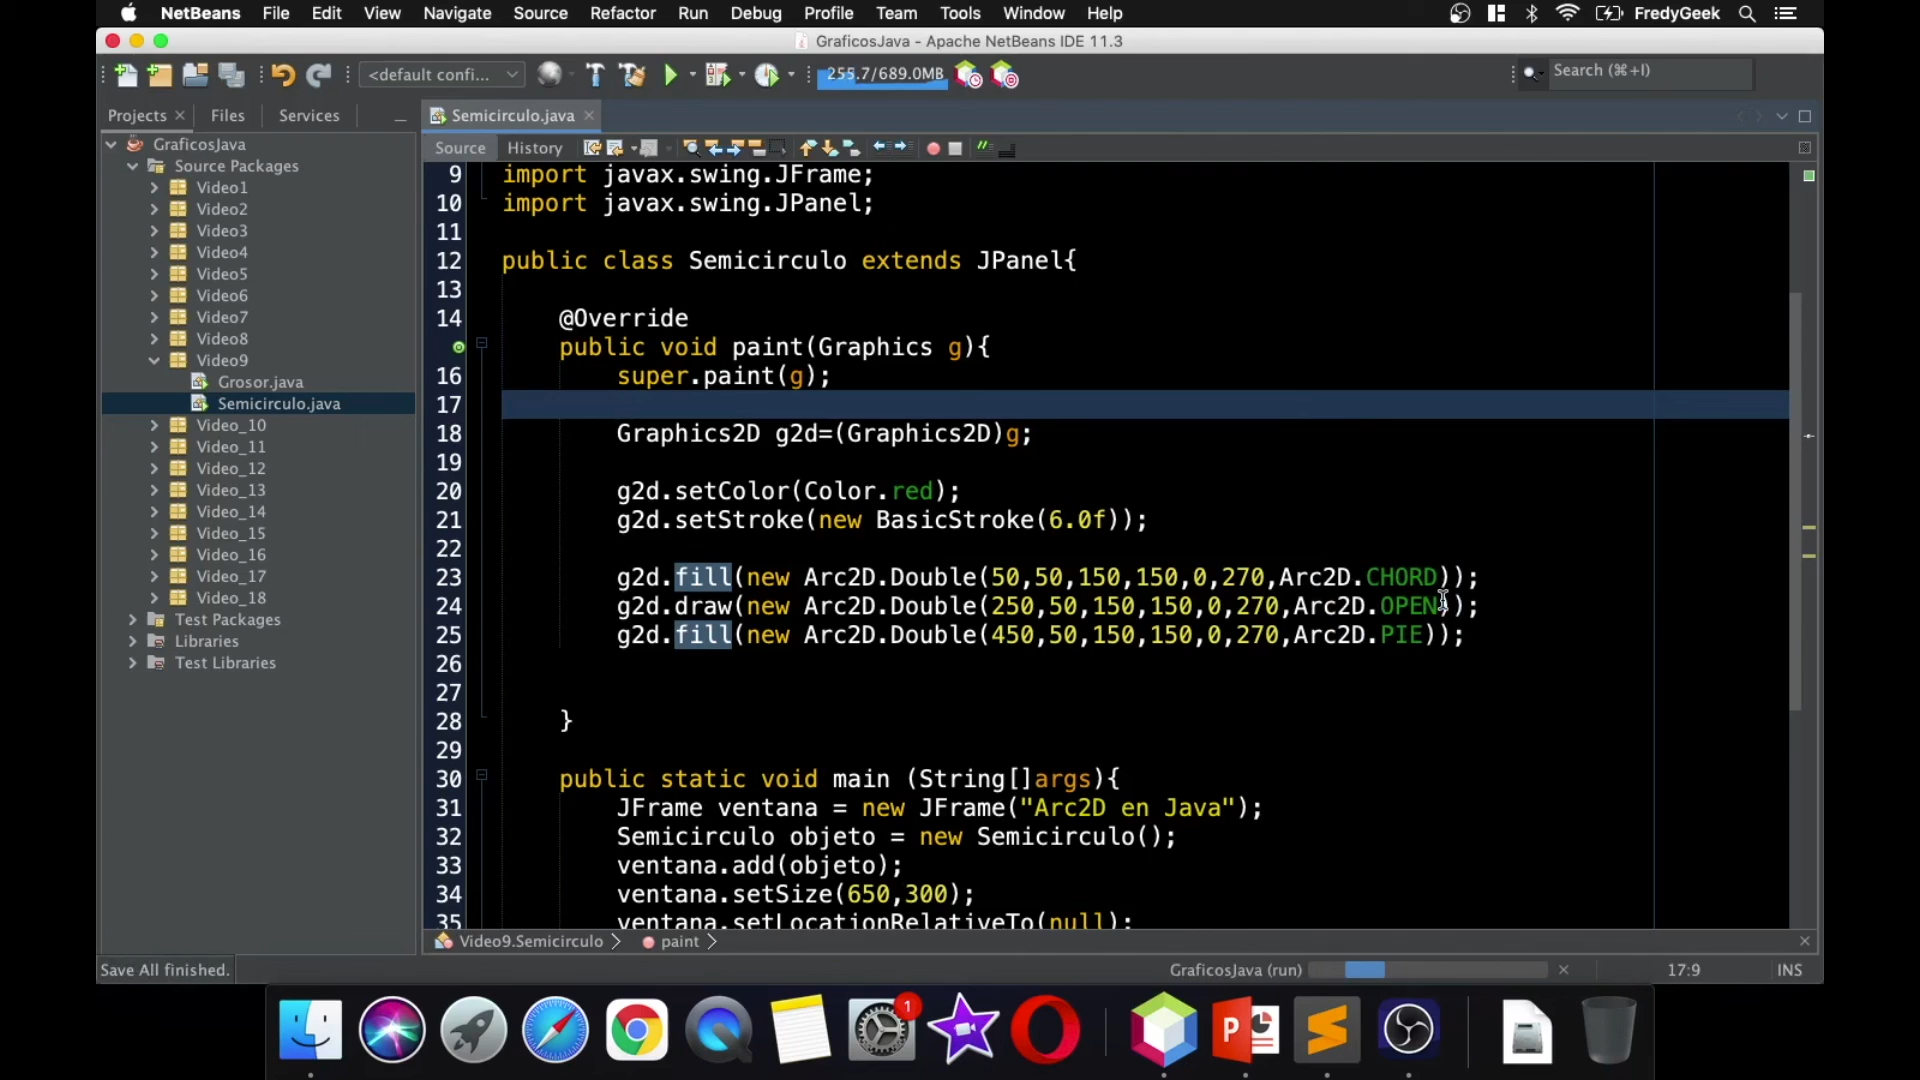 NetBeans File Edit View Navigate Source Refactor Run Debug Profile Team Tools Window Help FredyGeek
GraficosJava - Apache NetBeans IDE 11.3
<default confi... 255.7/689.0MB Search (⌘+I)
Projects Files Services Semicirculo.java
Source History
GraficosJava
Source Packages
Video1
Video2
Video3
Video4
Video5
Video6
Video7
Video8
Video9
Grosor.java
Semicirculo.java
Video_10
Video_11
Video_12
Video_13
Video_14
Video_15
Video_16
Video_17
Video_18
Test Packages
Libraries
Test Libraries
9 import javax.swing.JFrame;
10 import javax.swing.JPanel;
11
12 public class Semicirculo extends JPanel{
13
14 @Override
public void paint(Graphics g){
16 super.paint(g);
17
18 Graphics2D g2d=(Graphics2D)g;
19
20 g2d.setColor(Color.red);
21 g2d.setStroke(new BasicStroke(6.0f));
22
23 g2d.fill(new Arc2D.Double(50,50,150,150,0,270,Arc2D.CHORD));
24 g2d.draw(new Arc2D.Double(250,50,150,150,0,270,Arc2D.OPEN));
25 g2d.fill(new Arc2D.Double(450,50,150,150,0,270,Arc2D.PIE));
26
27
28 }
29
30 public static void main (String[]args){
31 JFrame ventana = new JFrame("Arc2D en Java");
32 Semicirculo objeto = new Semicirculo();
33 ventana.add(objeto);
34 ventana.setSize(650,300);
35 ventana.setLocationRelativeTo(null);
Video9.Semicirculo paint
Save All finished. GraficosJava (run) 17:9 INS
1
P